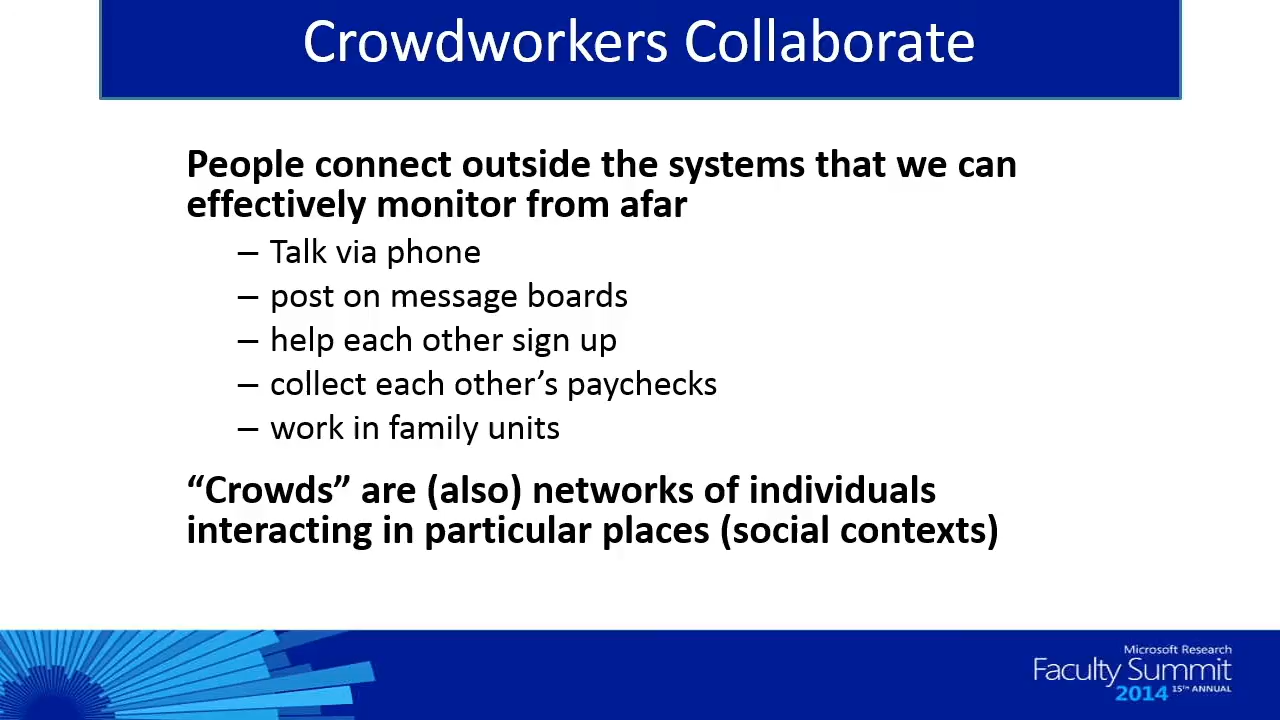 Crowdworkers Collaborate
People connect outside the systems that we can
effectively monitor from afar
– Talk via phone
– post on message boards
– help each other sign up
– collect each other’s paychecks
– work in family units
“Crowds” are (also) networks of individuals
interacting in particular places (social contexts)
Microsoft Research
Faculty Summit
2014 15TH ANNUAL